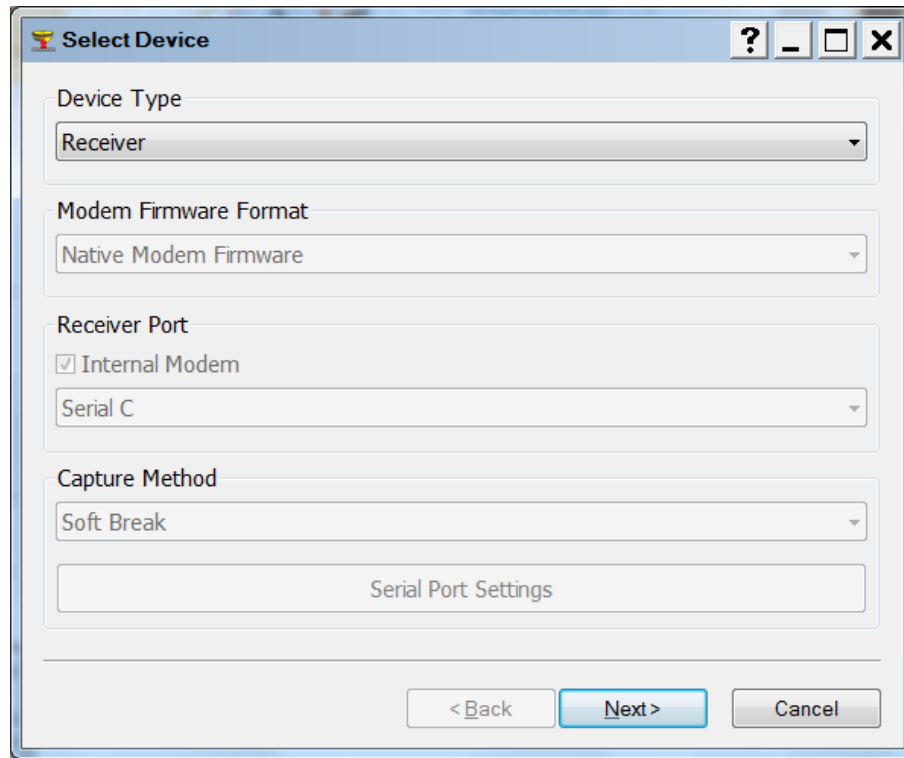 Select Device
Device Type
Receiver
Modem Firmware Format
Native Modem Firmware
Receiver Port
Internal Modem
Serial C
Capture Method
Soft Break
Serial Port Settings
< Back Next > Cancel